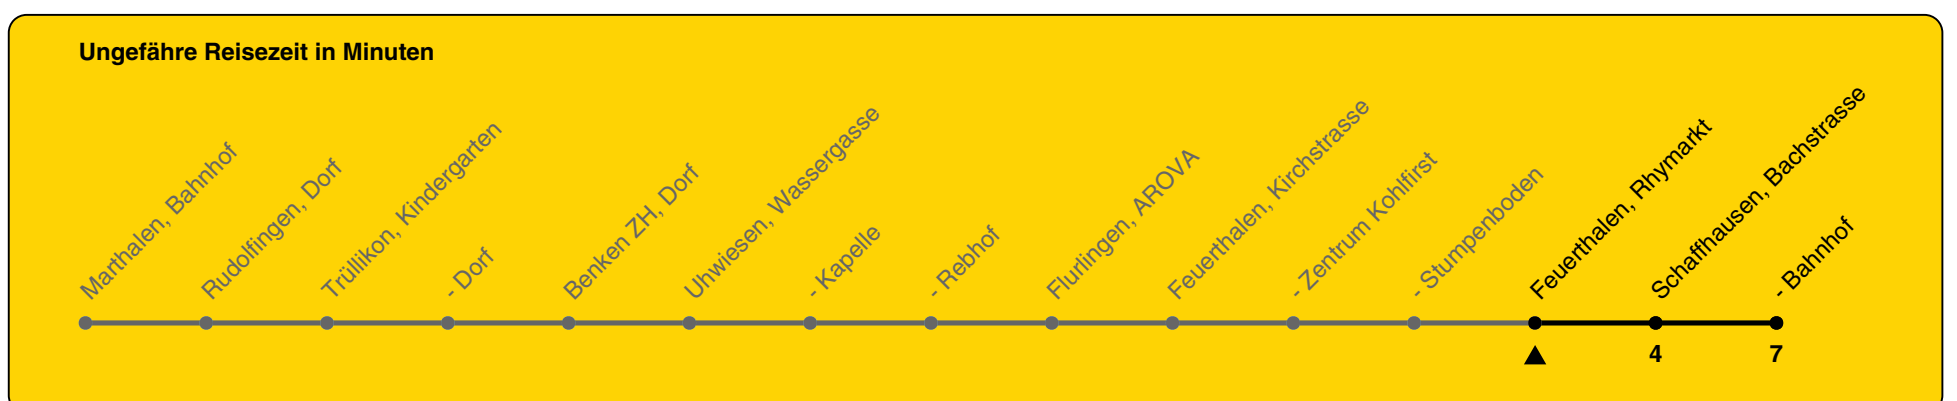 Ungefähre Reisezeit in Minuten
Marthalen, Bahnhof
Rudolfingen, Dorf
Trüllikon, Kindergarten
- Dorf
Benken ZH, Dorf
Uhwiesen, Wassergasse
- Kapelle
- Rebhof
Flurlingen, AROVA
Feuerthalen, Kirchstrasse
- Zentrum Kohlfirst
- Stumpenboden
Feuerthalen, Rhymarkt
Schaffhausen, Bachstrasse
- Bahnhof
4
7